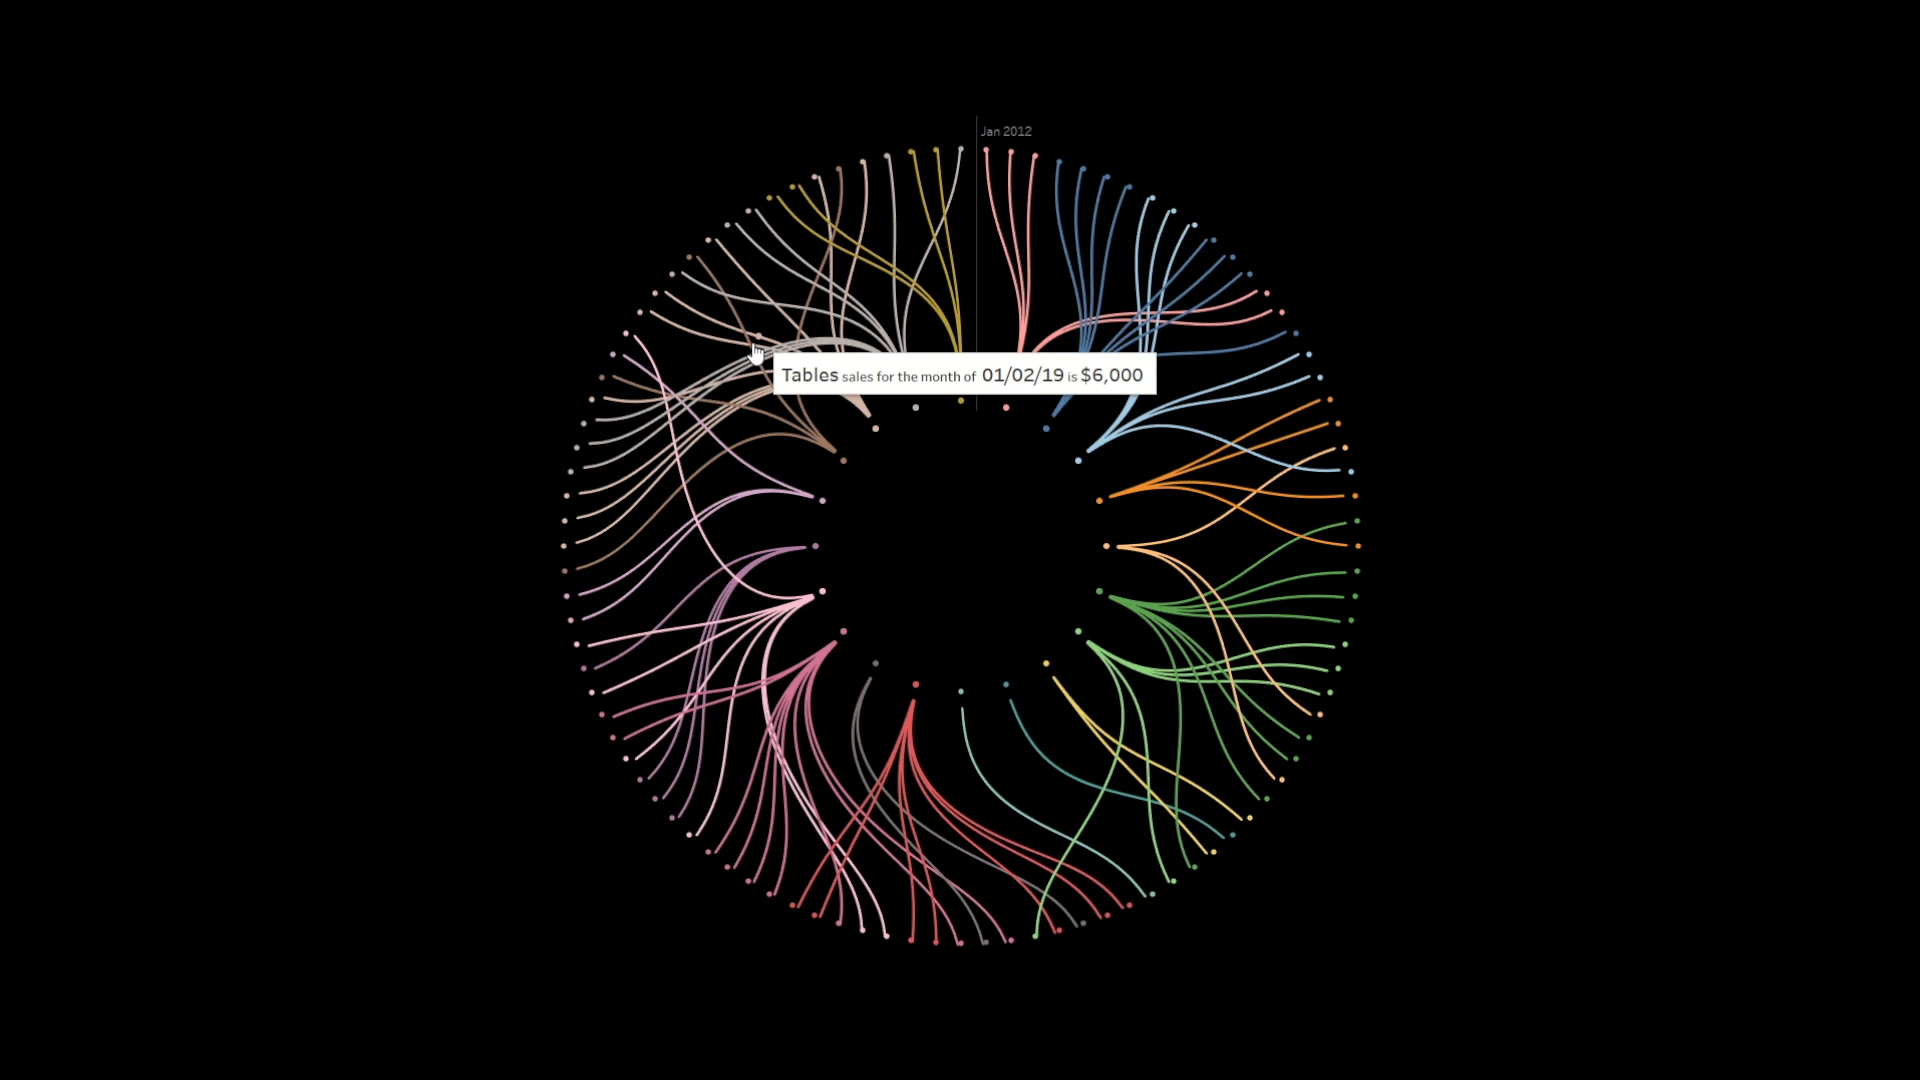 Jan 2012
Tables sales for the month of 01/02/19 is $6,000